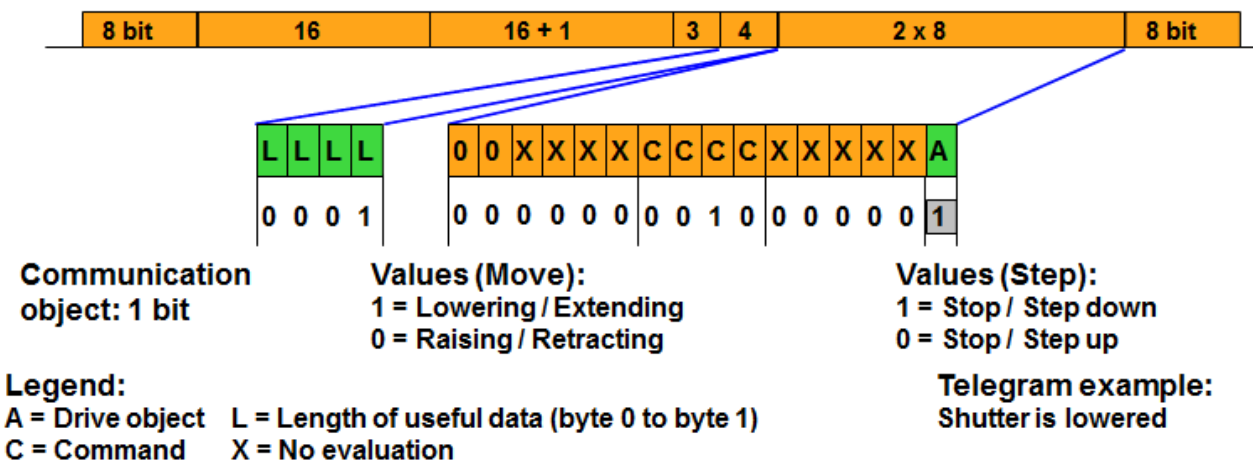 8 bit 16 16 + 1 3 4 2 x 8 8 bit
L L L L 0 0 X X X X C C C C X X X X X A
0 0 0 1 0 0 0 0 0 0 0 0 1 0 0 0 0 0 0 1
Communication
object: 1 bit
Values (Move):
1 = Lowering / Extending
0 = Raising / Retracting
Values (Step):
1 = Stop / Step down
0 = Stop / Step up
Legend:
A = Drive object L = Length of useful data (byte 0 to byte 1)
C = Command X = No evaluation
Telegram example:
Shutter is lowered